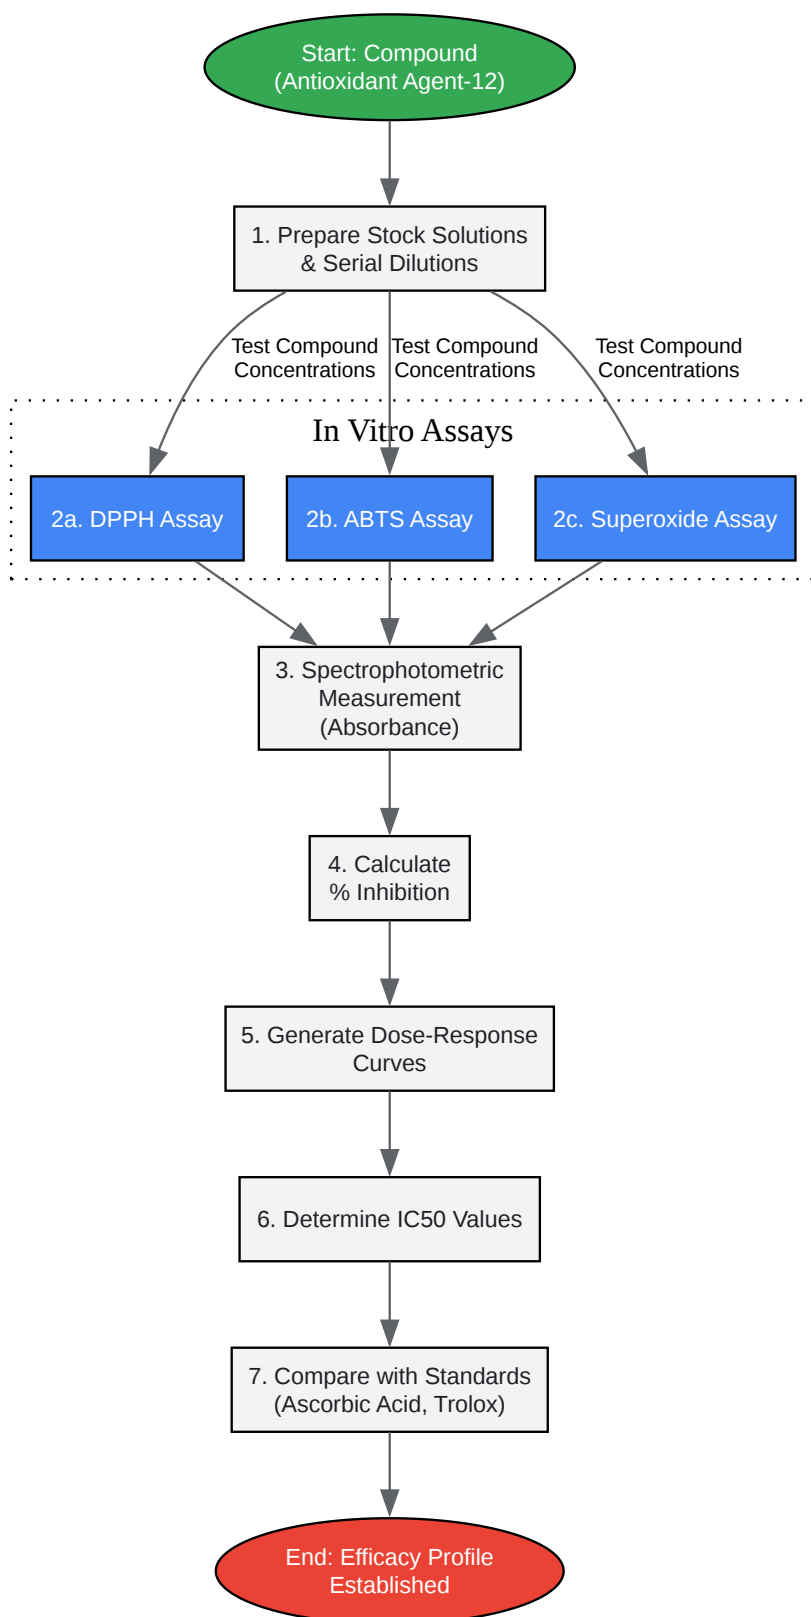 Start: Compound
(Antioxidant Agent-12)
1. Prepare Stock Solutions
& Serial Dilutions
Test Compound
Concentrations
Test Compound
Concentrations
Test Compound
Concentrations
In Vitro Assays
2a. DPPH Assay
2b. ABTS Assay
2c. Superoxide Assay
3. Spectrophotometric
Measurement
(Absorbance)
4. Calculate
% Inhibition
5. Generate Dose-Response
Curves
6. Determine IC50 Values
7. Compare with Standards
(Ascorbic Acid, Trolox)
End: Efficacy Profile
Established